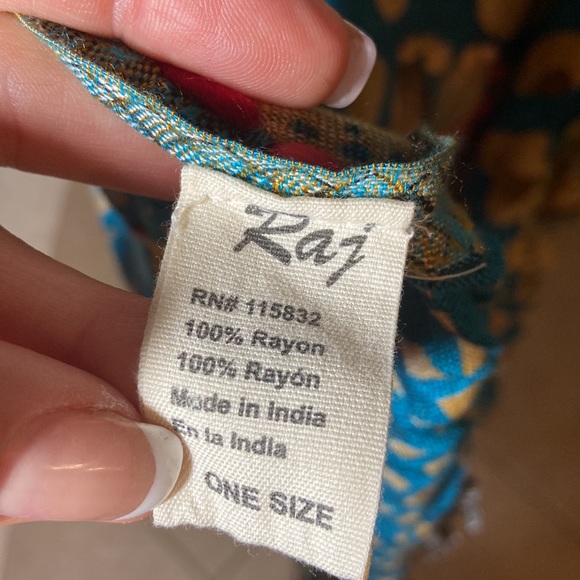 Raj
RN# 115832
100% Rayon
100% Rayón
Made in India
En la India
ONE SIZE